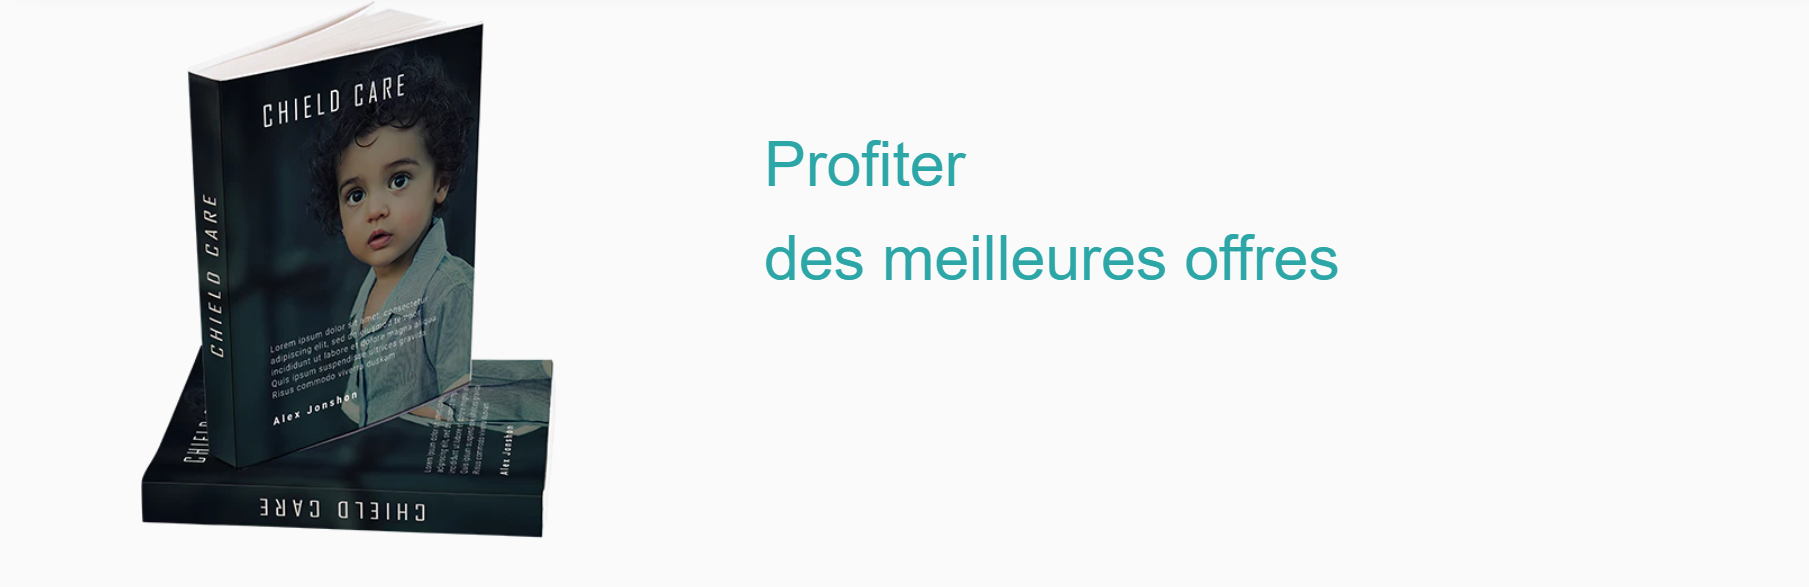 CHIELD CARE
CHIELD CARE
Lorem ipsum dolor sit amet, consectetur
adipiscing elit, sed do eiusmod tempor
incididunt ut labore et dolore magna aliqua
Quis ipsum suspendisse ultrices gravida
Risus commodo viverra duskam
Alex Jonshon
Profiter
des meilleures offres
CHIELD
Alex Jonshon
CHIELD CARE